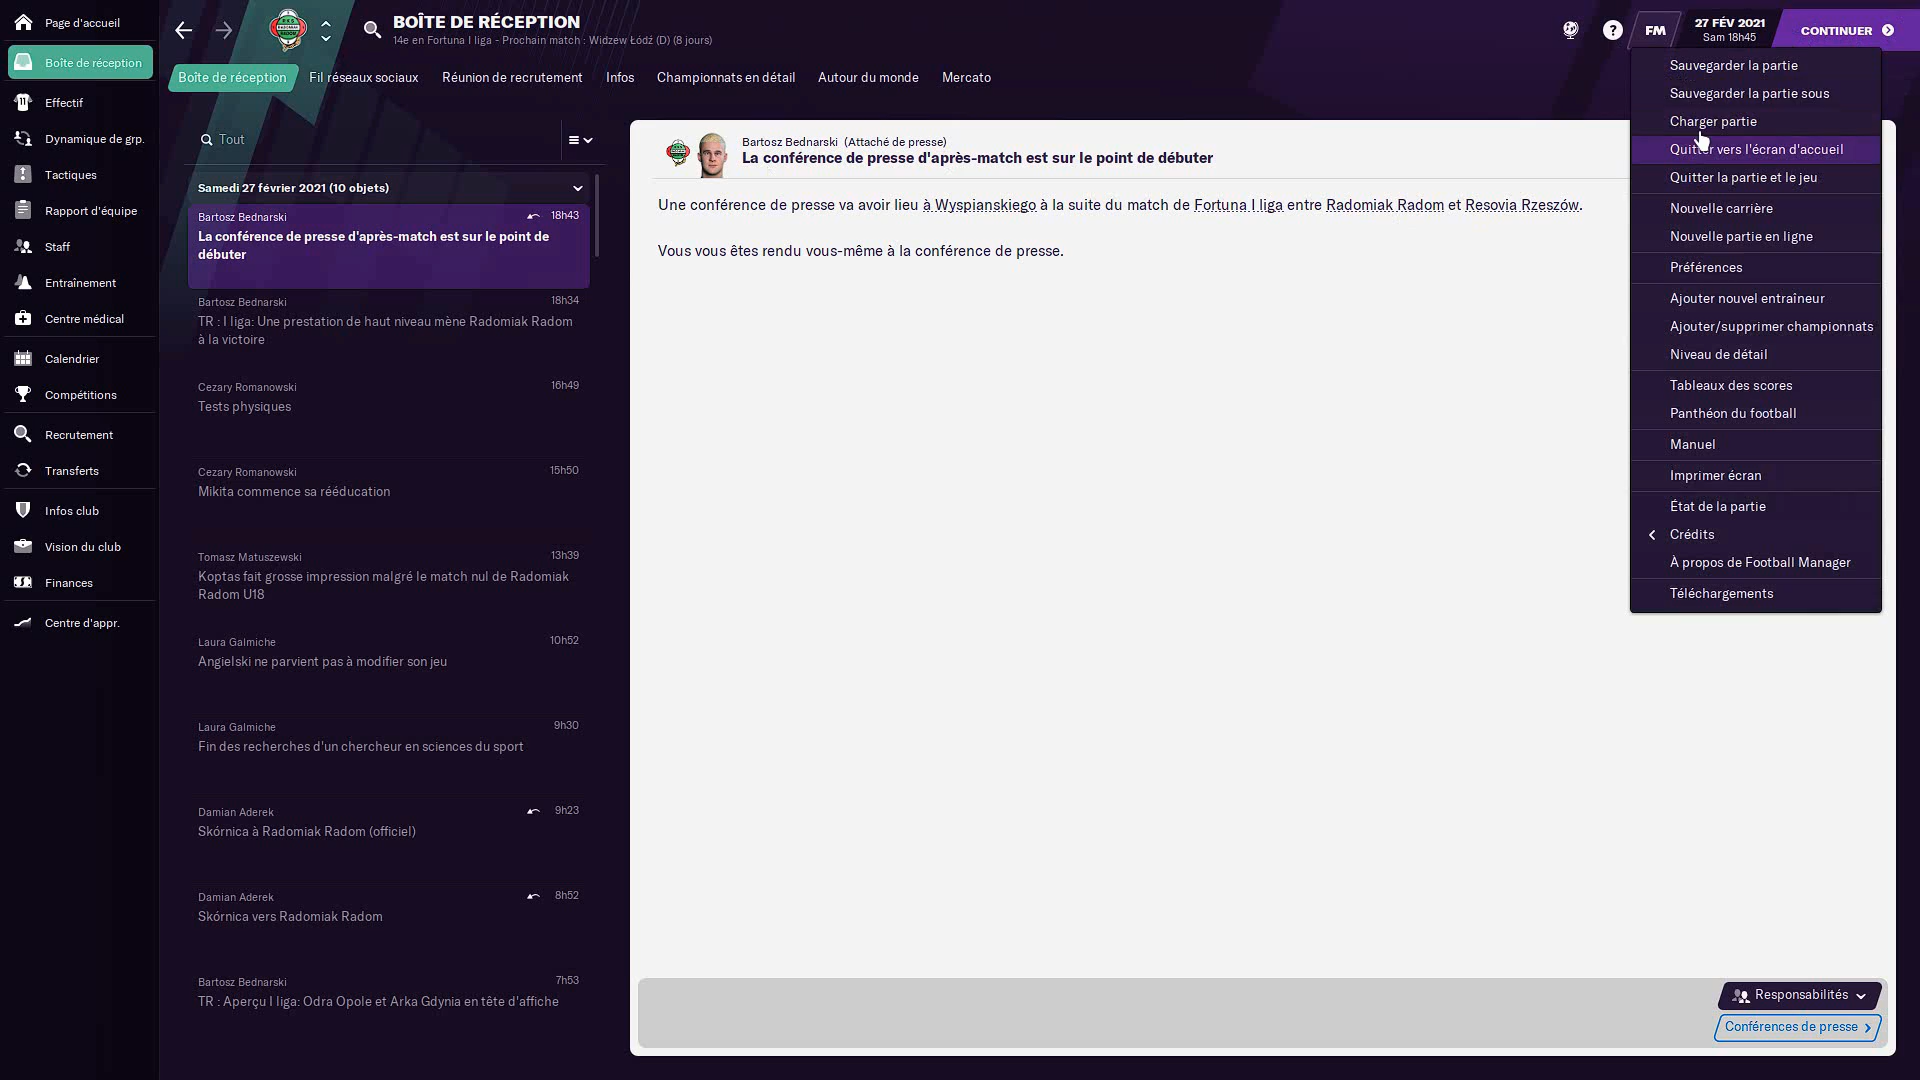 Page d'accueil
Boîte de réception
Effectif
Dynamique de grp.
Tactiques
Rapport d'équipe
Staff
Entraînement
Centre médical
Calendrier
Compétitions
Recrutement
Transferts
Infos club
Vision du club
Finances
Centre d'appr.
BOÎTE DE RÉCEPTION
14e en Fortuna I liga - Prochain match : Widzew Łódź (D) (8 jours)
FM
27 FÉV 2021
Sam 18h45
CONTINUER
Boîte de réception
Fil réseaux sociaux
Réunion de recrutement
Infos
Championnats en détail
Autour du monde
Mercato
Tout
Samedi 27 février 2021 (10 objets)
Bartosz Bednarski 18h43
La conférence de presse d'après-match est sur le point de
débuter
Bartosz Bednarski 18h34
TR : I liga: Une prestation de haut niveau mène Radomiak Radom
à la victoire
Cezary Romanowski 16h49
Tests physiques
Cezary Romanowski 15h50
Mikita commence sa rééducation
Tomasz Matuszewski 13h39
Koptas fait grosse impression malgré le match nul de Radomiak
Radom U18
Laura Galmiche 10h52
Angielski ne parvient pas à modifier son jeu
Laura Galmiche 9h30
Fin des recherches d'un chercheur en sciences du sport
Damian Aderek 9h23
Skórnica à Radomiak Radom (officiel)
Damian Aderek 8h52
Skórnica vers Radomiak Radom
Bartosz Bednarski 7h53
TR : Aperçu I liga: Odra Opole et Arka Gdynia en tête d'affiche
Bartosz Bednarski (Attaché de presse)
La conférence de presse d'après-match est sur le point de débuter
Une conférence de presse va avoir lieu à Wyspianskiego à la suite du match de Fortuna I liga entre Radomiak Radom et Resovia Rzeszów.
Vous vous êtes rendu vous-même à la conférence de presse.
Sauvegarder la partie
Sauvegarder la partie sous
Charger partie
Quitter vers l'écran d'accueil
Quitter la partie et le jeu
Nouvelle carrière
Nouvelle partie en ligne
Préférences
Ajouter nouvel entraîneur
Ajouter/supprimer championnats
Niveau de détail
Tableaux des scores
Panthéon du football
Manuel
Imprimer écran
État de la partie
Crédits
À propos de Football Manager
Téléchargements
Responsabilités
Conférences de presse